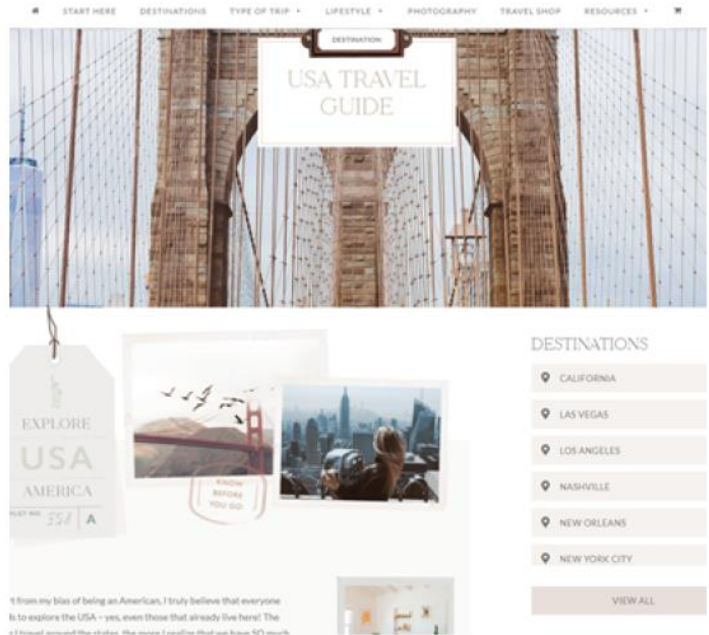 START HERE DESTINATIONS TYPE OF TRIP LIFESTYLE PHOTOGRAPHY TRAVEL SHOP RESOURCES
DESTINATION
USA TRAVEL
GUIDE
EXPLORE
USA
AMERICA
358 A
KNOW
BEFORE
YOU GO!
DESTINATIONS
CALIFORNIA
LAS VEGAS
LOS ANGELES
NASHVILLE
NEW ORLEANS
NEW YORK CITY
VIEW ALL
from my bias of being an American, I truly believe that everyone
to explore the USA – yes, even those that already live here! The
I travel around the states, the more I realize that we have SO much